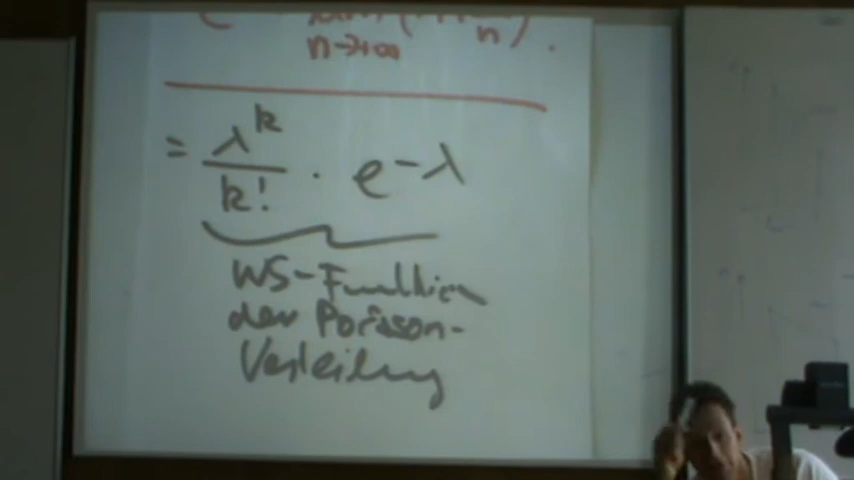 n→∞ n ).
= λ^k / k! · e^-λ
WS-Funktion
der Poisson-
Verteilung